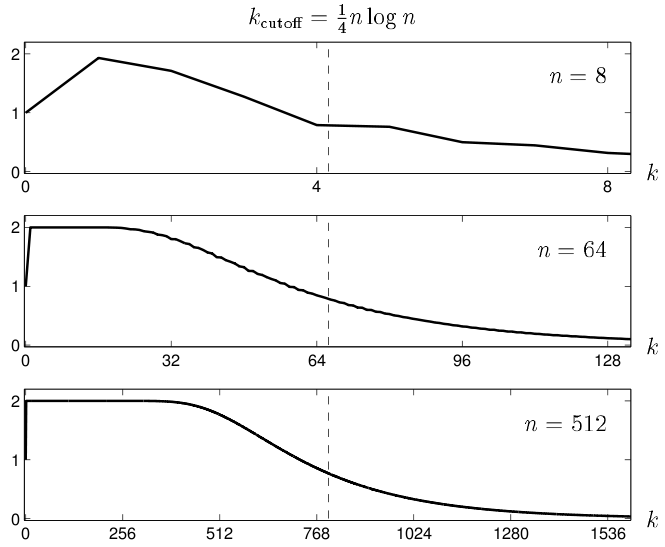 k_cutoff = 1/4 n log n
2
n = 8
1
0
0 4 8 k
2
n = 64
1
0
0 32 64 96 128 k
2
n = 512
1
0
0 256 512 768 1024 1280 1536 k